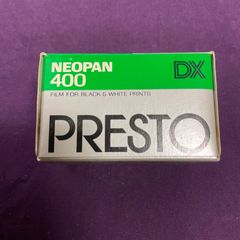 NEOPAN
400
DX
FILM FOR BLACK & WHITE PRINTS
PRESTO